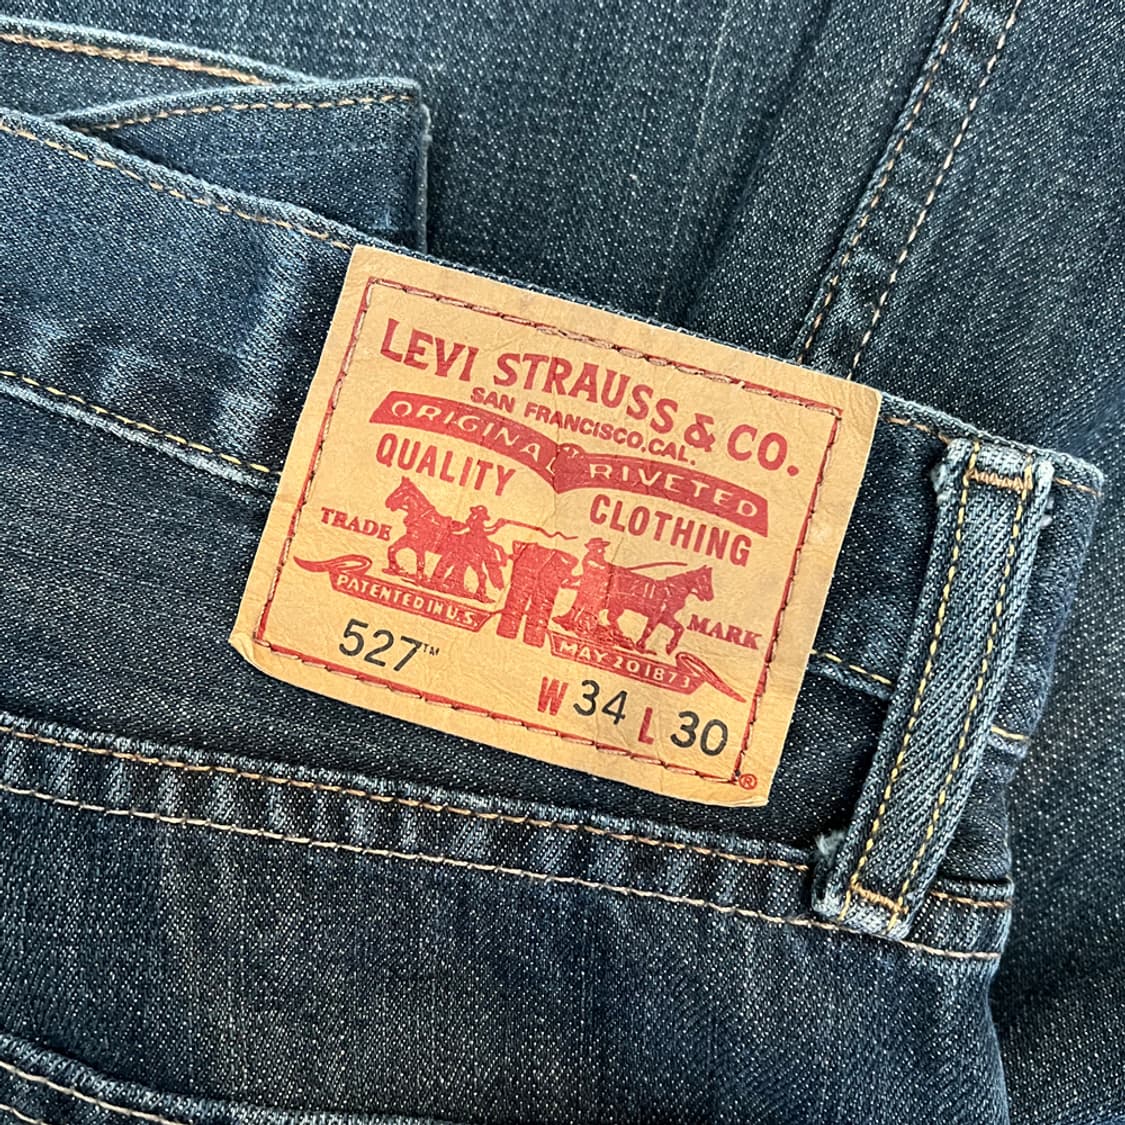 LEVI STRAUSS & CO.
SAN FRANCISCO, CAL.
ORIGINAL RIVETED
QUALITY CLOTHING
TRADE MARK
PATENTED IN U.S. MAY 20 1873
527™
W 34 L 30
®